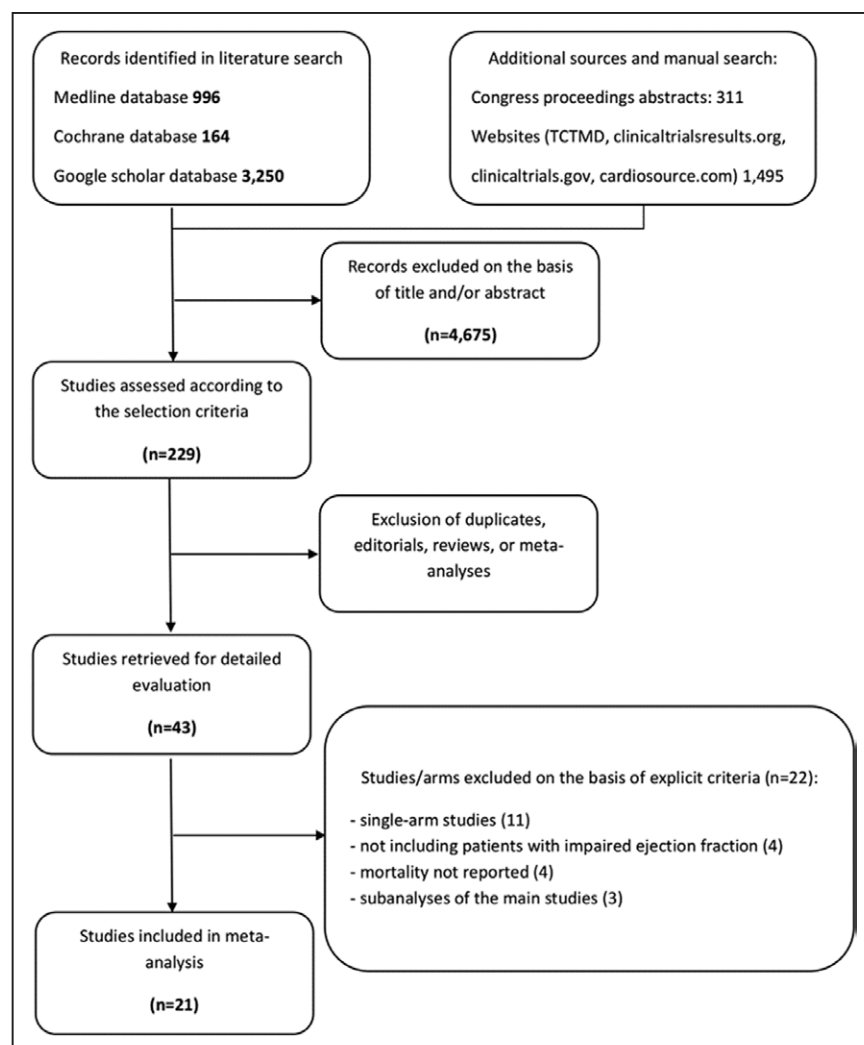 Records identified in literature search
Medline database 996
Cochrane database 164
Google scholar database 3,250
Additional sources and manual search:
Congress proceedings abstracts: 311
Websites (TCTMD, clinicaltrialsresults.org,
clinicaltrials.gov, cardiosource.com) 1,495
Records excluded on the basis
of title and/or abstract
(n=4,675)
Studies assessed according to
the selection criteria
(n=229)
Exclusion of duplicates,
editorials, reviews, or meta-
analyses
Studies retrieved for detailed
evaluation
(n=43)
Studies/arms excluded on the basis of explicit criteria (n=22):
- single-arm studies (11)
- not including patients with impaired ejection fraction (4)
- mortality not reported (4)
- subanalyses of the main studies (3)
Studies included in meta-
analysis
(n=21)